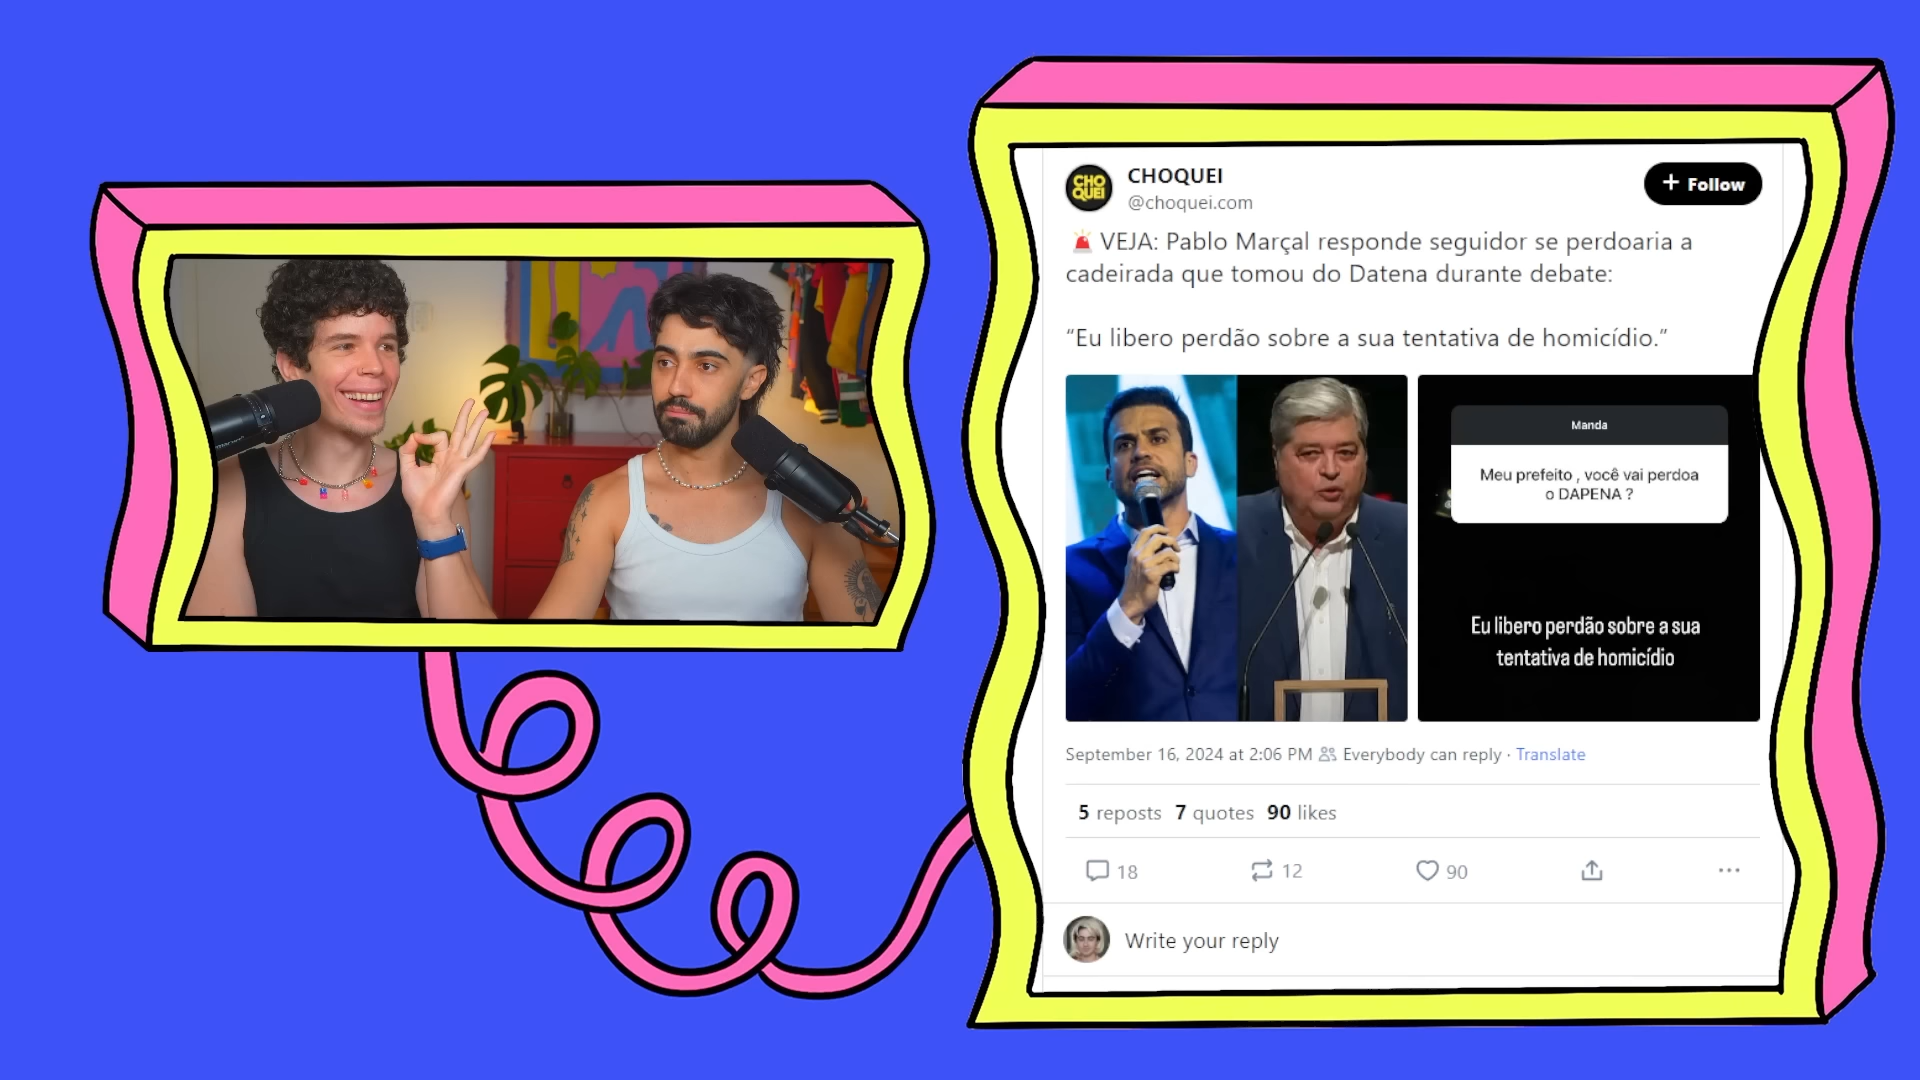 CHO
QUEI
CHOQUEI
@choquei.com
+ Follow
VEJA: Pablo Marçal responde seguidor se perdoaria a
cadeirada que tomou do Datena durante debate:
“Eu libero perdão sobre a sua tentativa de homicídio.”
Manda
Meu prefeito , você vai perdoa
o DAPENA ?
Eu libero perdão sobre a sua
tentativa de homicídio
September 16, 2024 at 2:06 PM Everybody can reply · Translate
5 reposts 7 quotes 90 likes
18 12 90
Write your reply